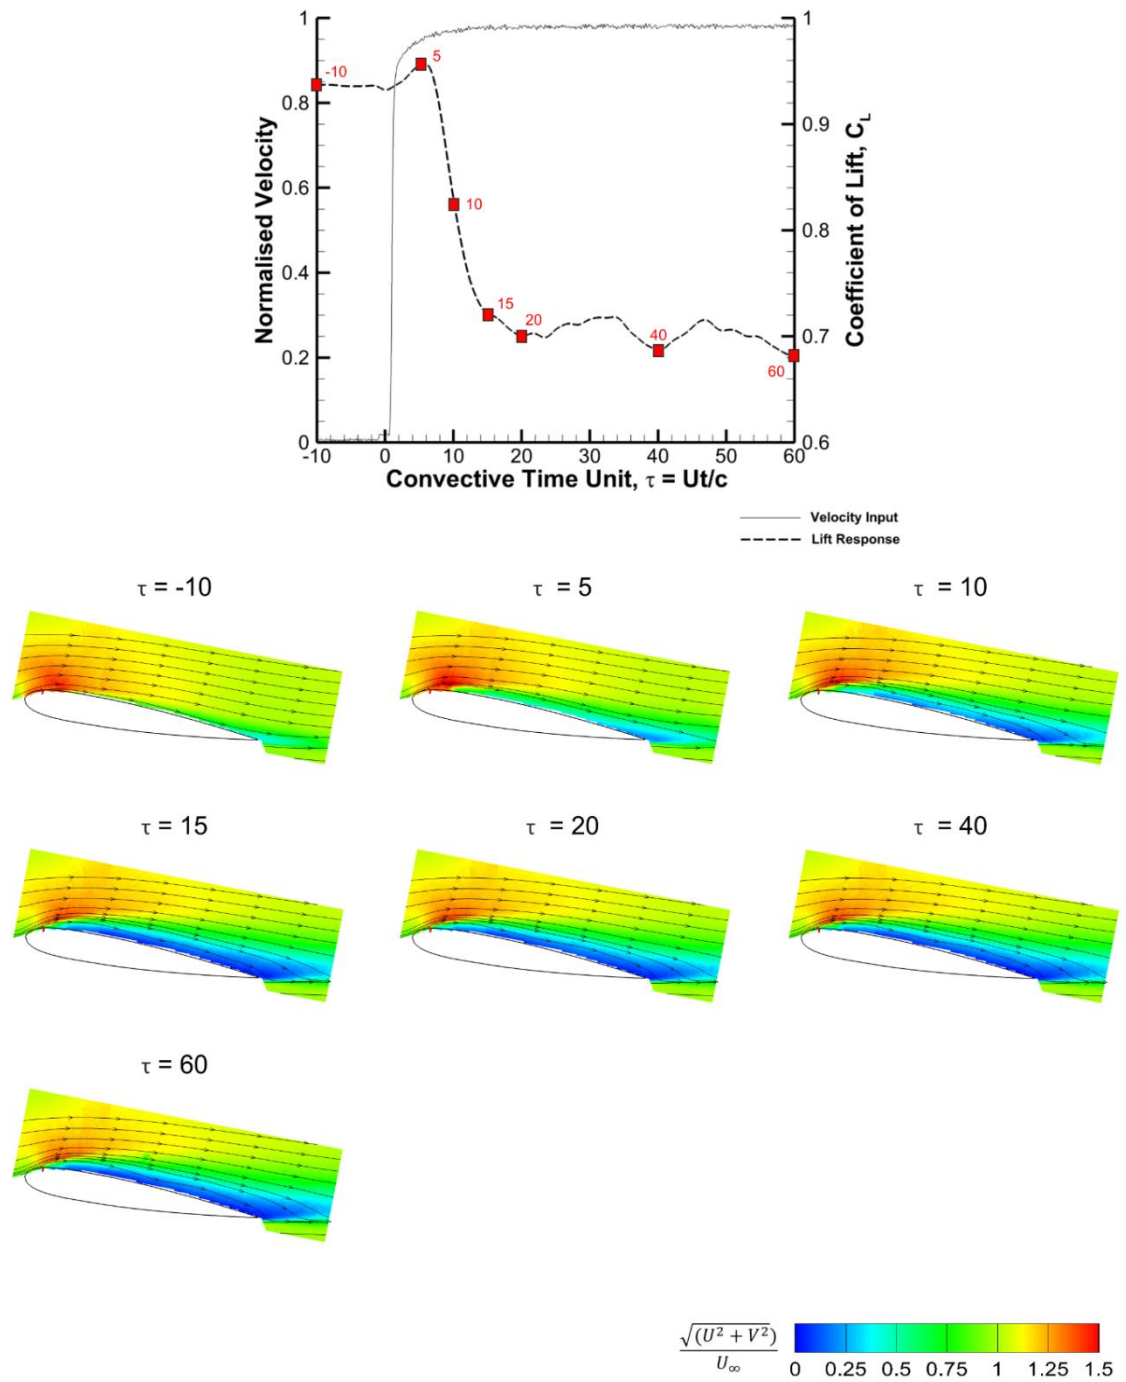 1
1
0.8
0.6
0.4
0.2
0
Normalised Velocity
0.9
0.8
0.7
0.6
Coefficient of Lift, C_L
-10
5
10
15
20
40
60
-10 0 10 20 30 40 50 60
Convective Time Unit, τ = Ut/c
Velocity Input
Lift Response
τ = -10
τ = 5
τ = 10
τ = 15
τ = 20
τ = 40
τ = 60
√(U² + V²)
U∞
0 0.25 0.5 0.75 1 1.25 1.5